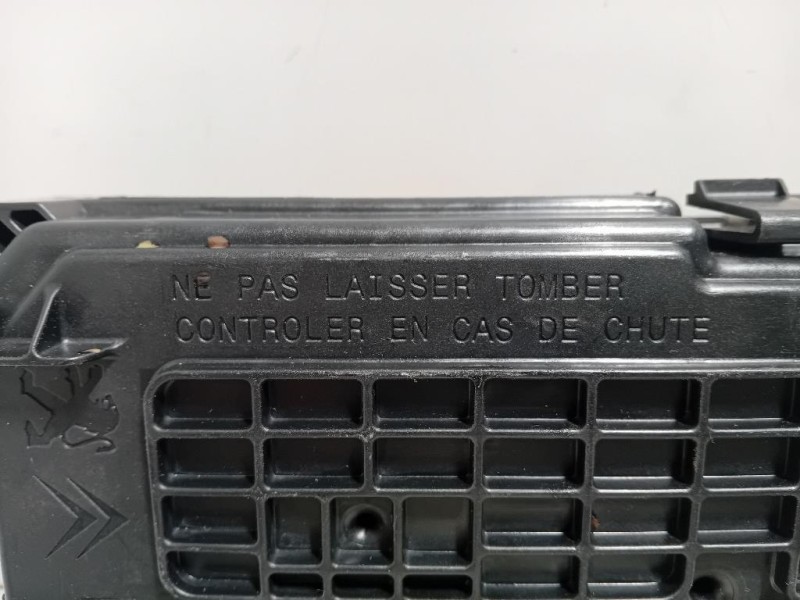 NE PAS LAISSER TOMBER
CONTROLER EN CAS DE CHUTE